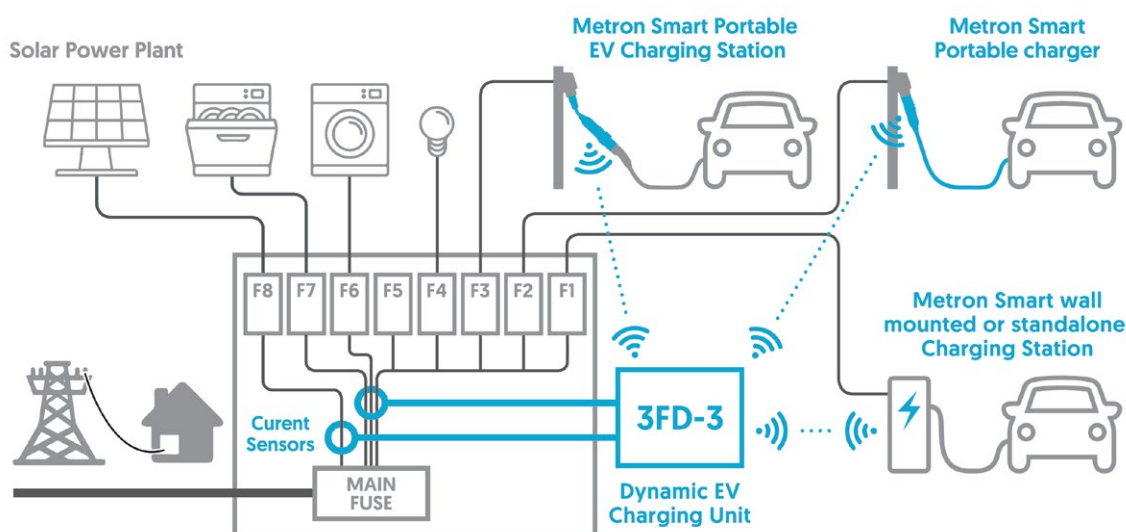 Solar Power Plant
Metron Smart Portable
EV Charging Station
Metron Smart
Portable charger
F8 F7 F6 F5 F4 F3 F2 F1
Metron Smart wall
mounted or standalone
Charging Station
Curent
Sensors
3FD-3
MAIN
FUSE
Dynamic EV
Charging Unit